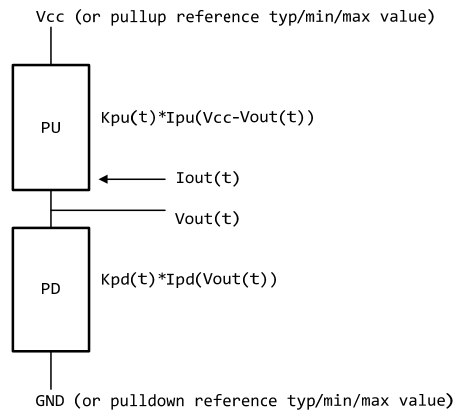 Vcc (or pullup reference typ/min/max value)
PU
Kpu(t)*Ipu(Vcc-Vout(t))
Iout(t)
Vout(t)
PD
Kpd(t)*Ipd(Vout(t))
GND (or pulldown reference typ/min/max value)